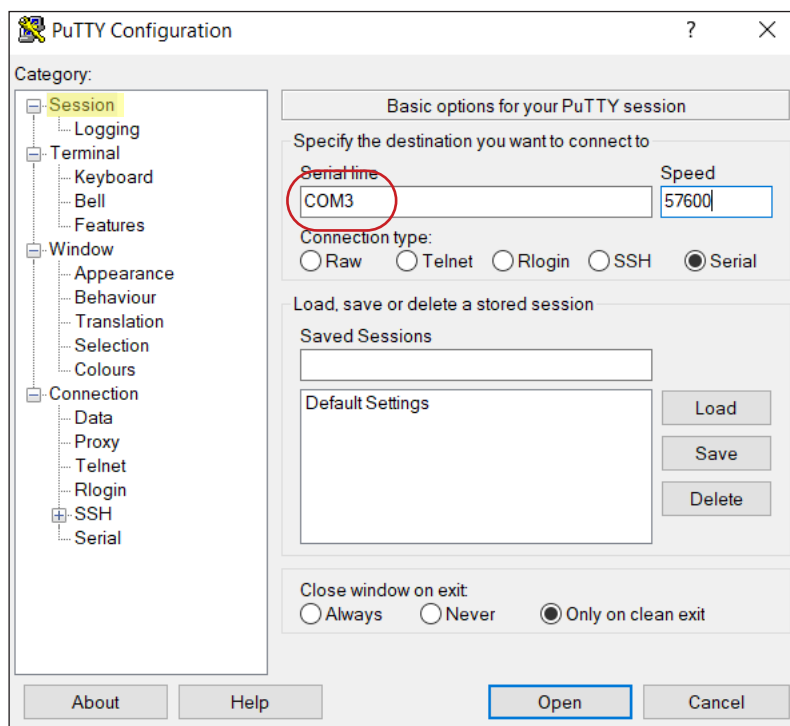 PuTTY Configuration
?
Category:
Session
Logging
Terminal
Keyboard
Bell
Features
Window
Appearance
Behaviour
Translation
Selection
Colours
Connection
Data
Proxy
Telnet
Rlogin
SSH
Serial
Basic options for your PuTTY session
Specify the destination you want to connect to
Serial line Speed
COM3 57600
Connection type:
Raw Telnet Rlogin SSH Serial
Load, save or delete a stored session
Saved Sessions
Default Settings
Load
Save
Delete
Close window on exit:
Always Never Only on clean exit
About Help Open Cancel